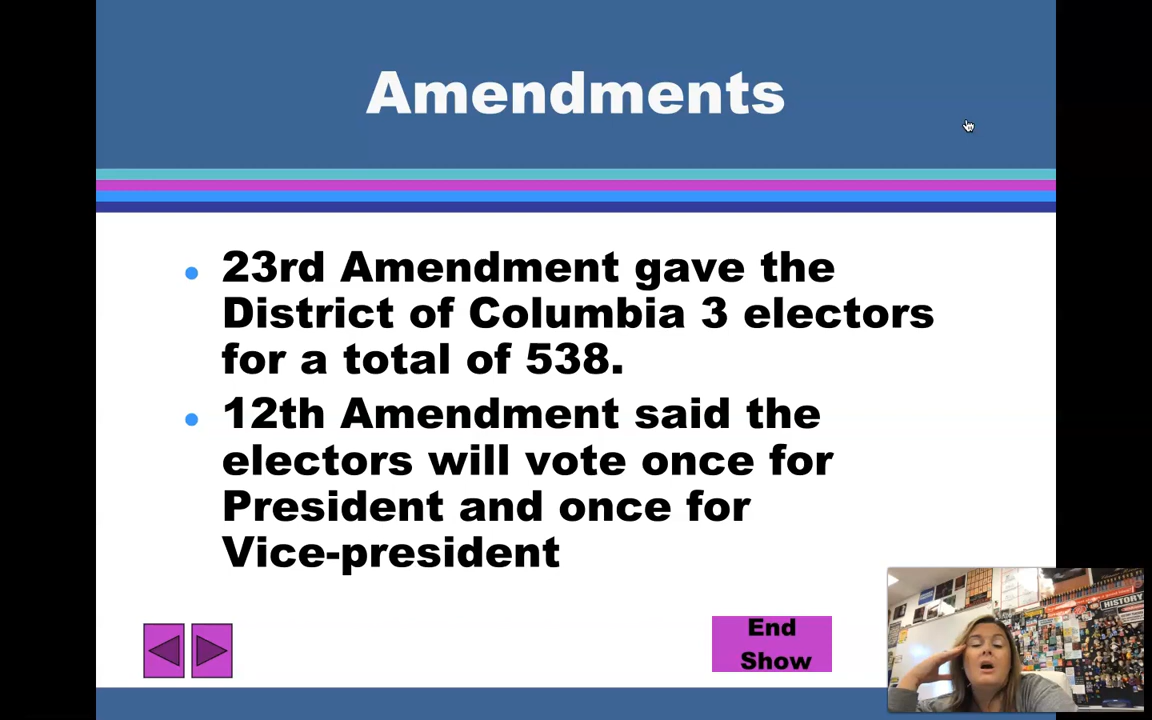 Amendments
23rd Amendment gave the
District of Columbia 3 electors
for a total of 538.
12th Amendment said the
electors will vote once for
President and once for
Vice-president
End
Show
HISTORY